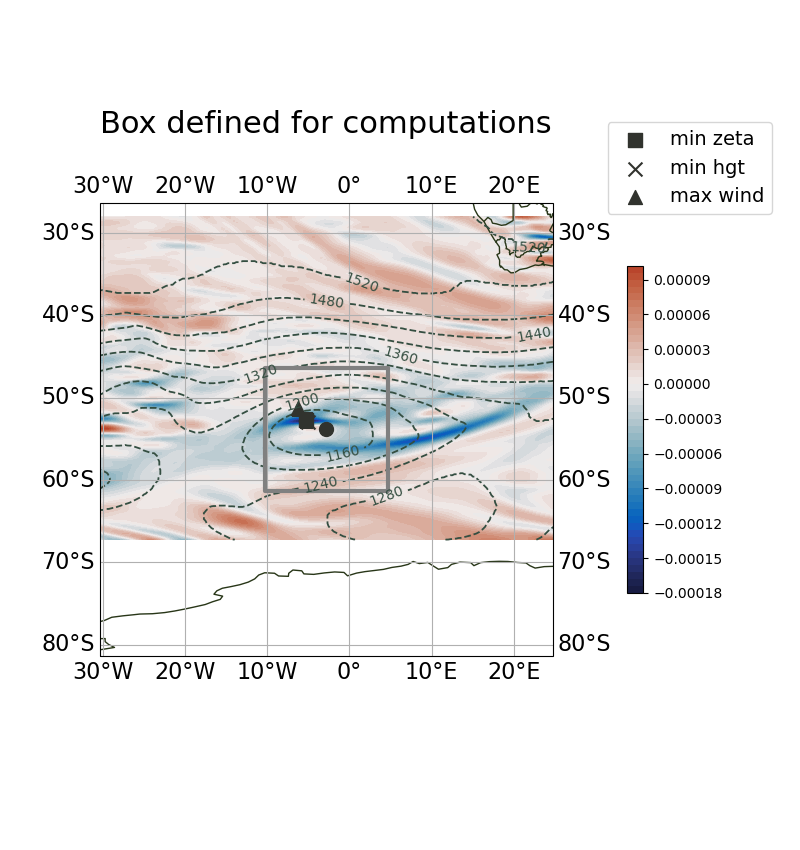 Box defined for computations
min zeta
min hgt
max wind
30°W 20°W 10°W 0° 10°E 20°E
30°S 30°S
40°S 40°S
50°S 50°S
60°S 60°S
70°S 70°S
80°S 80°S
30°W 20°W 10°W 0° 10°E 20°E
1520
1520
1480
1440
1360
1320
1200
1160
1240
1280
0.00009
0.00006
0.00003
0.00000
−0.00003
−0.00006
−0.00009
−0.00012
−0.00015
−0.00018